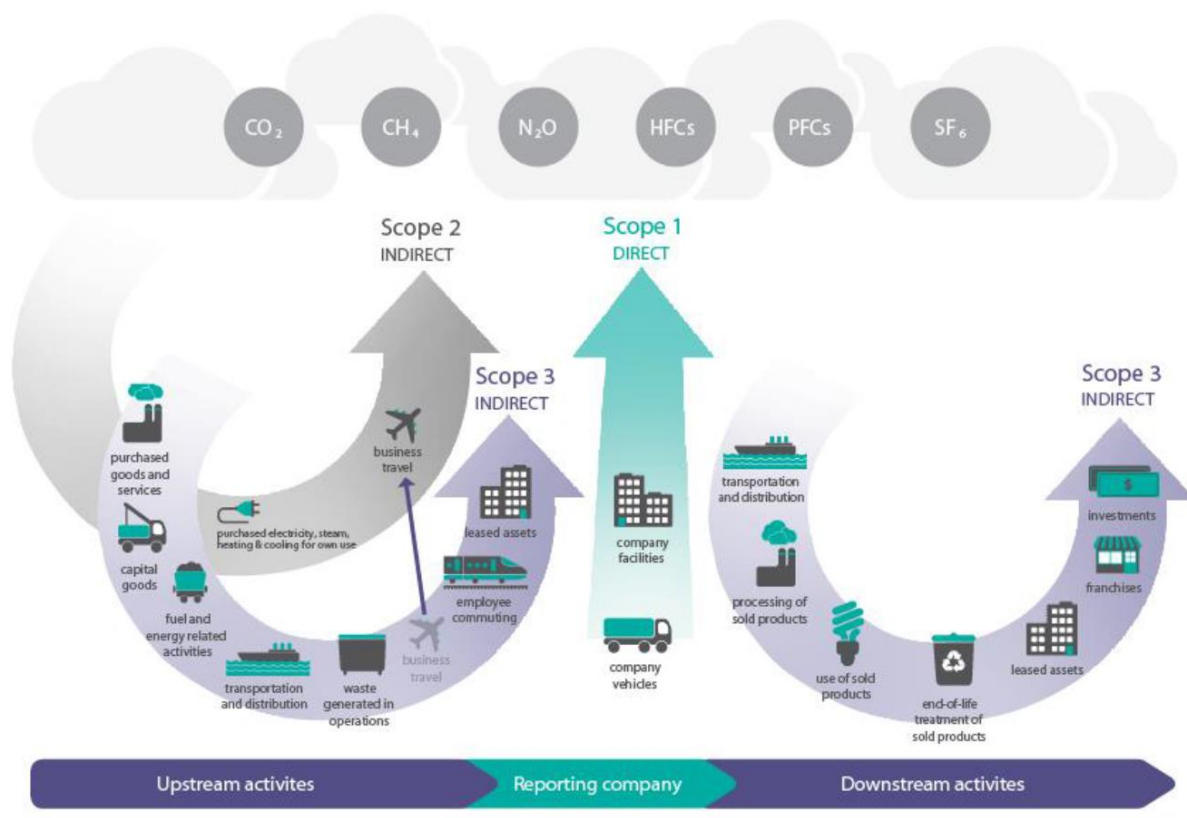 CO₂
CH₄
N₂O
HFCs
PFCs
SF₆
Scope 2
INDIRECT
Scope 1
DIRECT
Scope 3
INDIRECT
Scope 3
INDIRECT
purchased
goods and
services
capital
goods
fuel and
energy related
activities
transportation
and distribution
waste
generated in
operations
business
travel
employee
commuting
leased assets
purchased electricity, steam,
heating & cooling for own use
business
travel
company
facilities
company
vehicles
transportation
and distribution
processing of
sold products
use of sold
products
end-of-life
treatment of
sold products
leased assets
franchises
investments
$
Upstream activites
Reporting company
Downstream activites